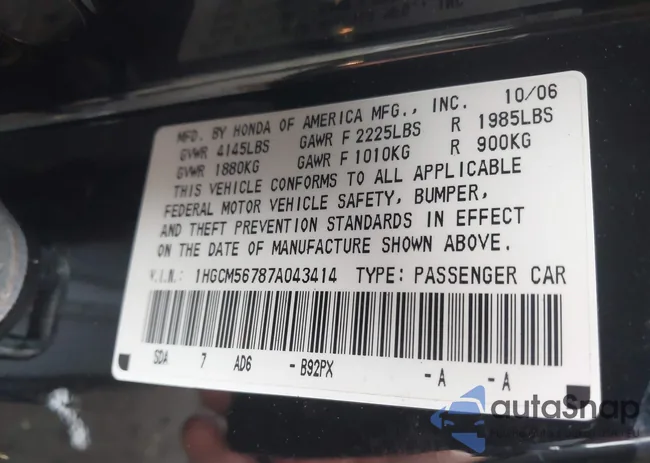 MFD. BY HONDA OF AMERICA MFG., INC. 10/06
GVWR 4145LBS GAWR F 2225LBS R 1985LBS
GVWR 1880KG GAWR F 1010KG R 900KG
THIS VEHICLE CONFORMS TO ALL APPLICABLE
FEDERAL MOTOR VEHICLE SAFETY, BUMPER,
AND THEFT PREVENTION STANDARDS IN EFFECT
ON THE DATE OF MANUFACTURE SHOWN ABOVE.
V.I.N.: 1HGCM56787A043414 TYPE: PASSENGER CAR
SDA 7 AD6 - B92PX - A - A
autaSnap